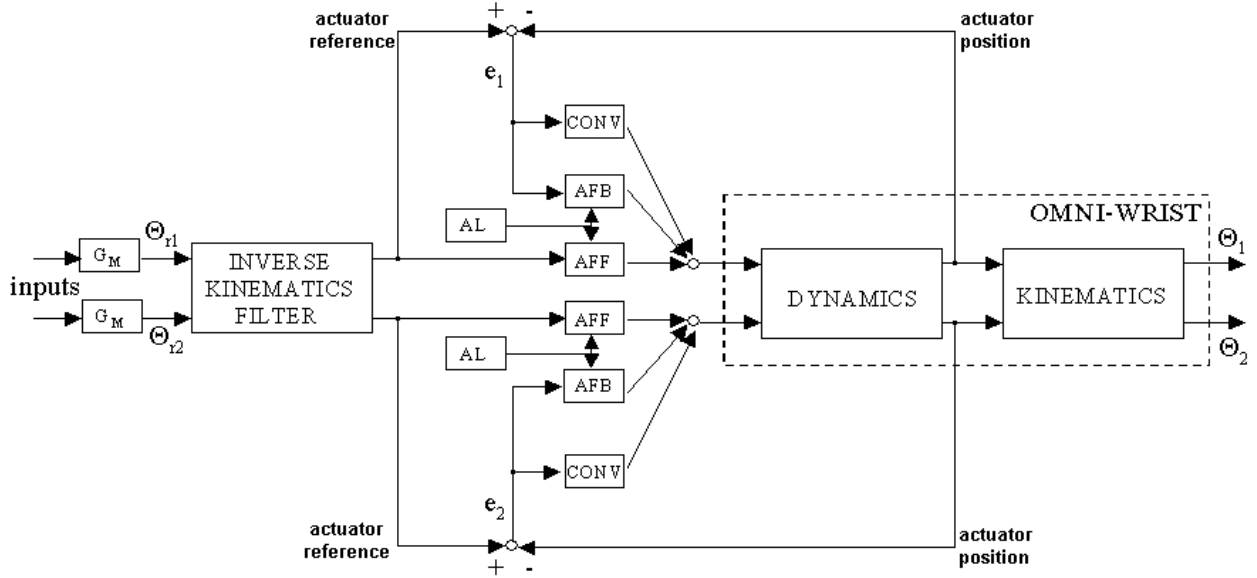 actuator
reference
+ -
actuator
position
e1
CONV
AFB
AL
AFF
OMNI-WRIST
GM
Θr1
INVERSE
KINEMATICS
FILTER
inputs
DYNAMICS
KINEMATICS
Θ1
GM
Θr2
AFF
AL
AFB
Θ2
CONV
e2
actuator
reference
+ -
actuator
position